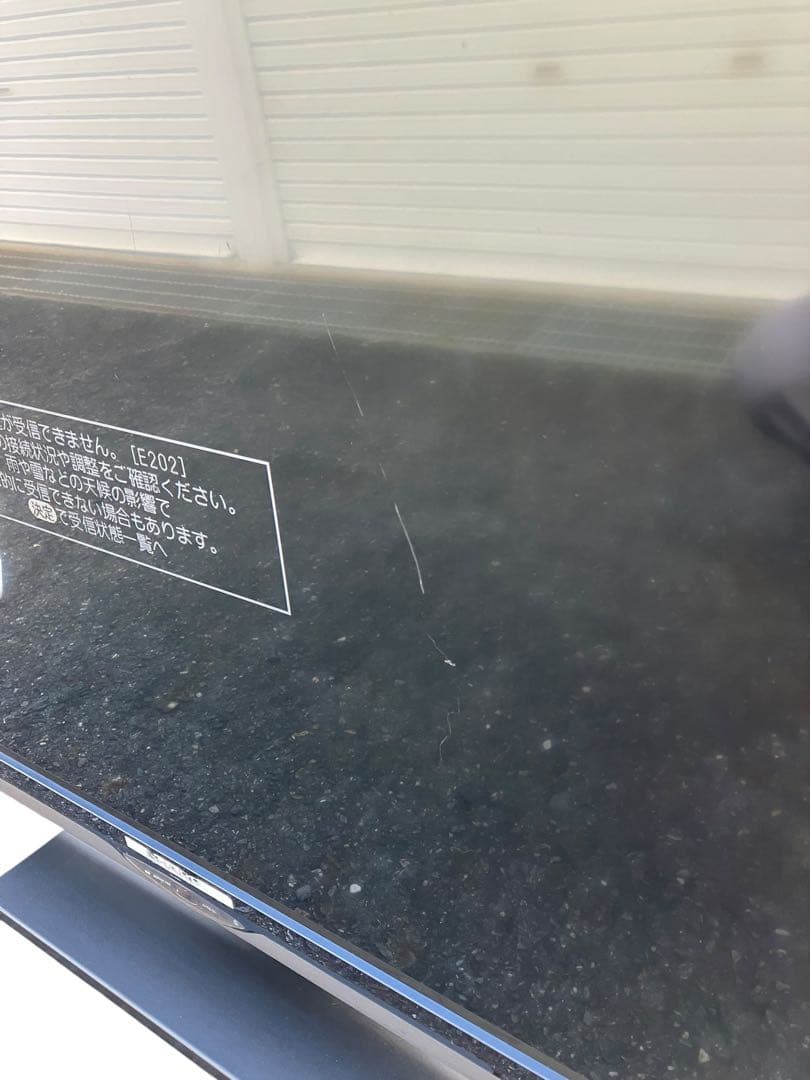 が受信できません。[E202]
の接続状況や調整をご確認ください。
雨や雪などの天候の影響で
的に受信できない場合もあります。
決定で受信状態一覧へ